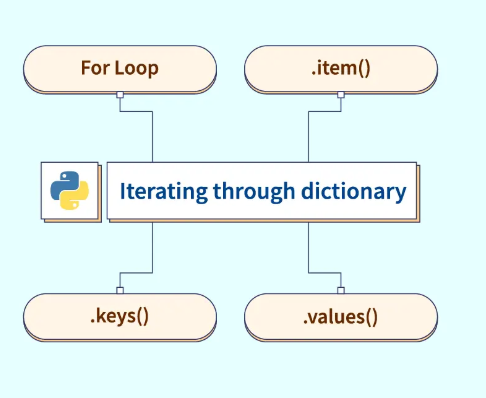 For Loop
.item()
Iterating through dictionary
.keys()
.values()